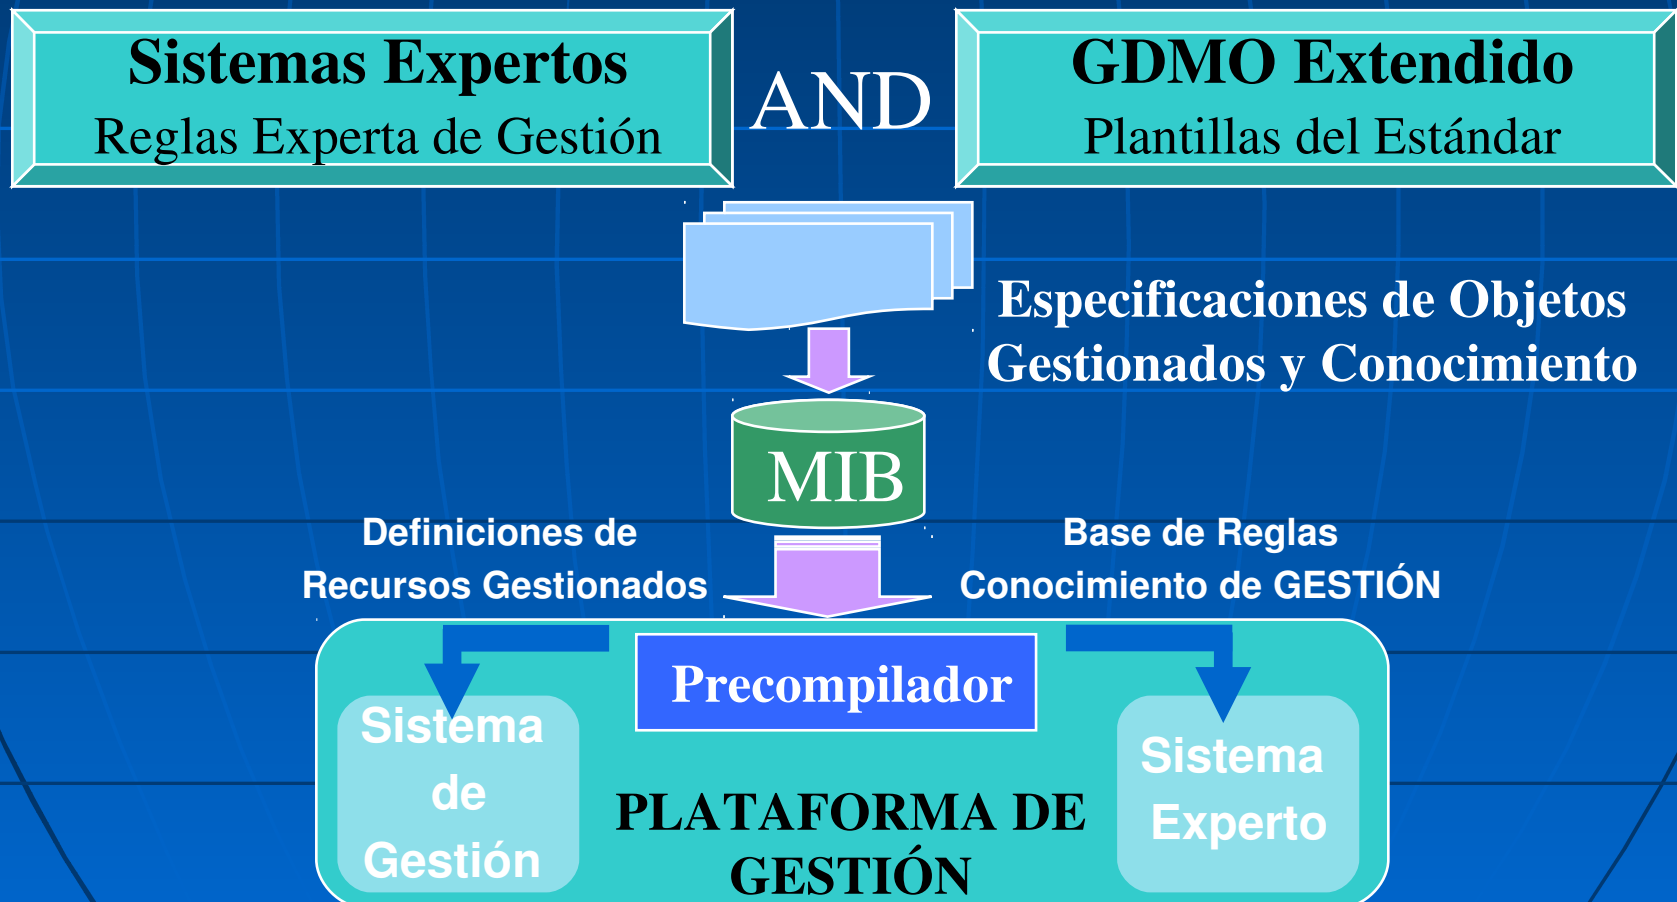 Sistemas Expertos
Reglas Experta de Gestión
AND
GDMO Extendido
Plantillas del Estándar
Especificaciones de Objetos
Gestionados y Conocimiento
MIB
Definiciones de
Recursos Gestionados
Base de Reglas
Conocimiento de GESTIÓN
Precompilador
Sistema
de
Gestión
PLATAFORMA DE
GESTIÓN
Sistema
Experto